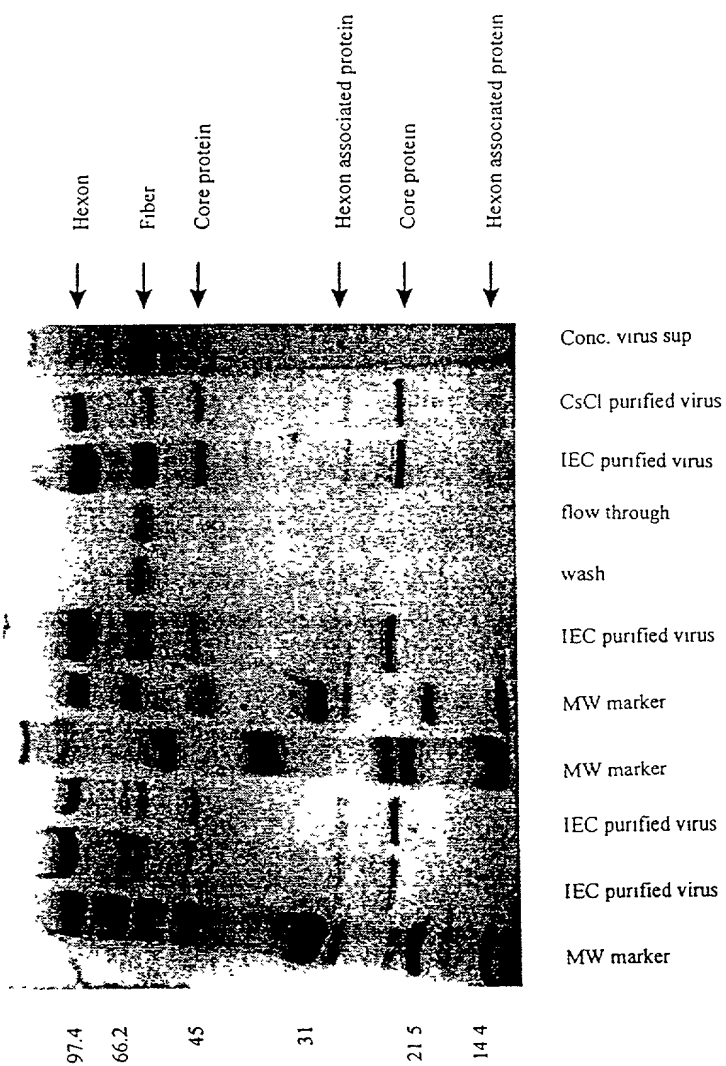 Hexon
Fiber
Core protein
Hexon associated protein
Core protein
Hexon associated protein
Conc. virus sup
CsCl purified virus
IEC purified virus
flow through
wash
IEC purified virus
MW marker
MW marker
IEC purified virus
IEC purified virus
MW marker
97.4
66.2
45
31
21 5
14 4